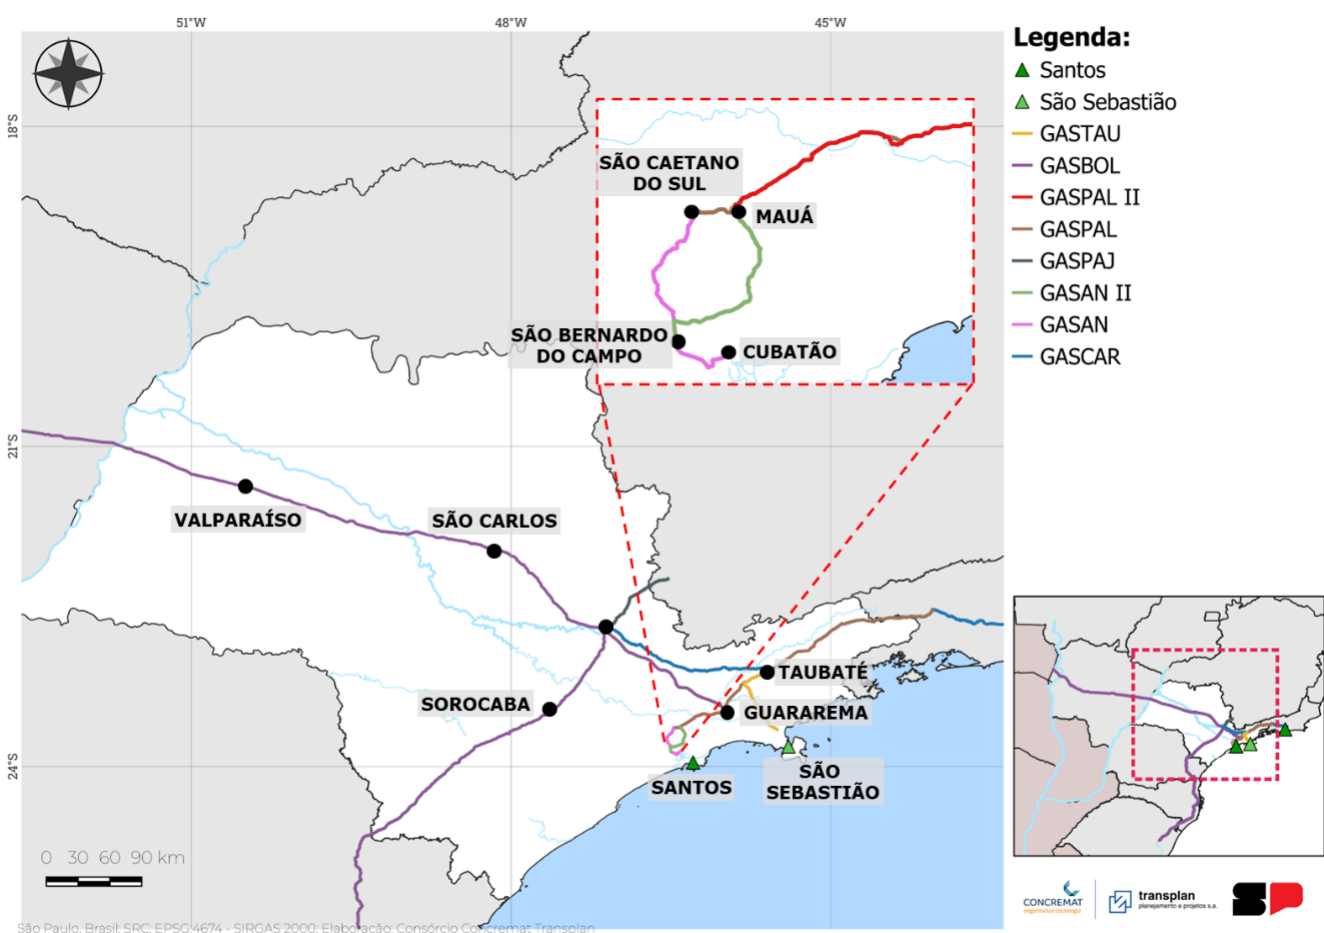 51°W
48°W
45°W
18°S
21°S
24°S
SÃO CAETANO
DO SUL
MAUÁ
SÃO BERNARDO
DO CAMPO
CUBATÃO
VALPARAÍSO
SÃO CARLOS
SOROCABA
TAUBATÉ
GUARAREMA
SANTOS
SÃO
SEBASTIÃO
0 30 60 90 km
São Paulo, Brasil; SRC: EPSG:4674 - SIRGAS 2000; Elaboração: Consórcio Concremat Transplan
Legenda:
Santos
São Sebastião
GASTAU
GASBOL
GASPAL II
GASPAL
GASPAJ
GASAN II
GASAN
GASCAR
CONCREMAT
engenharia e tecnologia
transplan
planejamento e projetos s.a.
SP